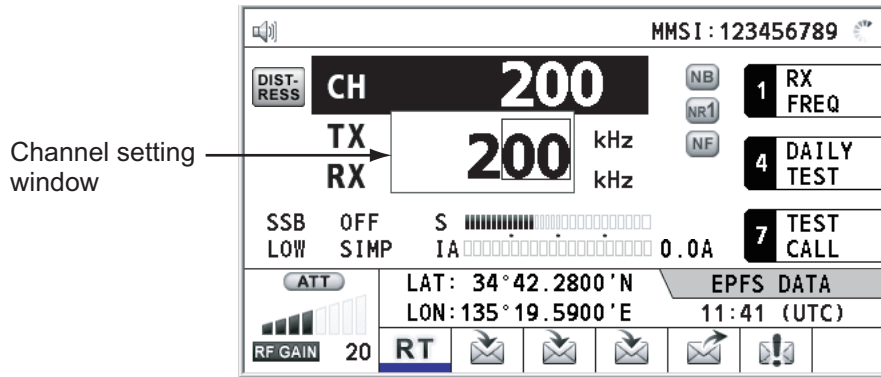 MMSI:123456789
DIST-
RESS
CH 200
NB
NR1
NF
1 RX
FREQ
TX
RX
200
kHz
kHz
Channel setting
window
4 DAILY
TEST
SSB OFF S
LOW SIMP IA 0.0A
7 TEST
CALL
ATT
LAT: 34°42.2800'N
LON:135°19.5900'E
EPFS DATA
11:41 (UTC)
RF GAIN 20
RT